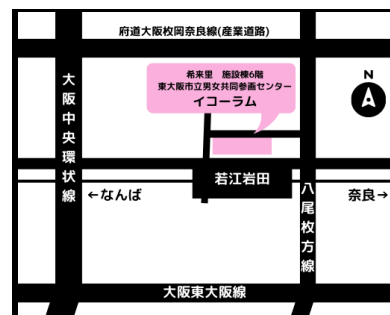 府道大阪枚岡奈良線(産業道路)
希来里　施設棟6階
東大阪市立男女共同参画センター
イコーラム
N
大阪中央環状線
若江岩田
←なんば
八尾枚方線
奈良→
大阪東大阪線